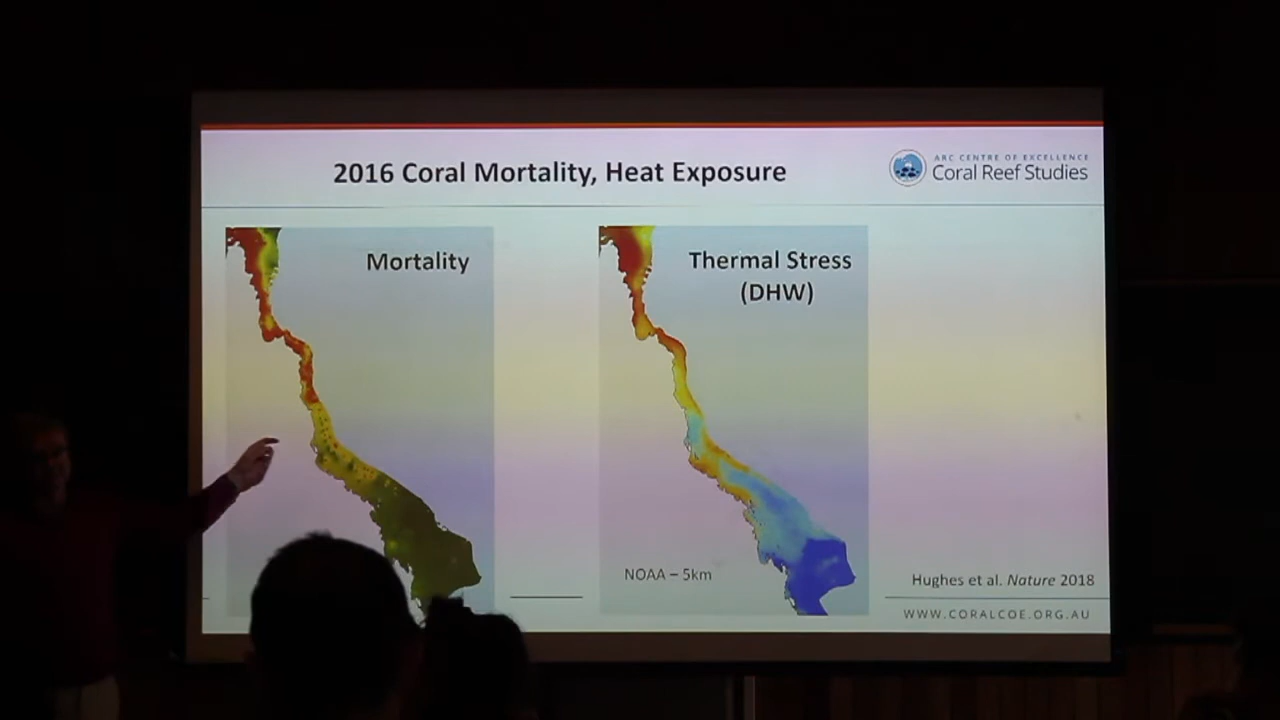 2016 Coral Mortality, Heat Exposure
ARC CENTRE OF EXCELLENCE
Coral Reef Studies
Mortality
Thermal Stress
(DHW)
NOAA – 5km
Hughes et al. Nature 2018
WWW.CORALCOE.ORG.AU